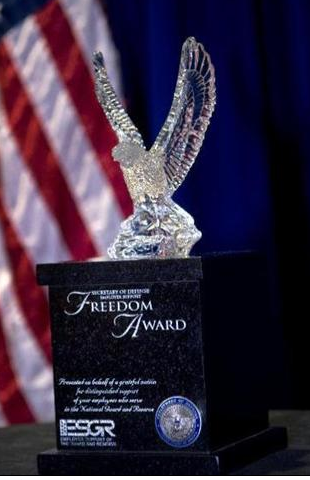 SECRETARY OF DEFENSE
EMPLOYER SUPPORT
FREEDOM
AWARD
Presented on behalf of a grateful nation
for distinguished support
of your employees who serve
in the National Guard and Reserve
ESGR
EMPLOYER SUPPORT OF
THE GUARD AND RESERVE